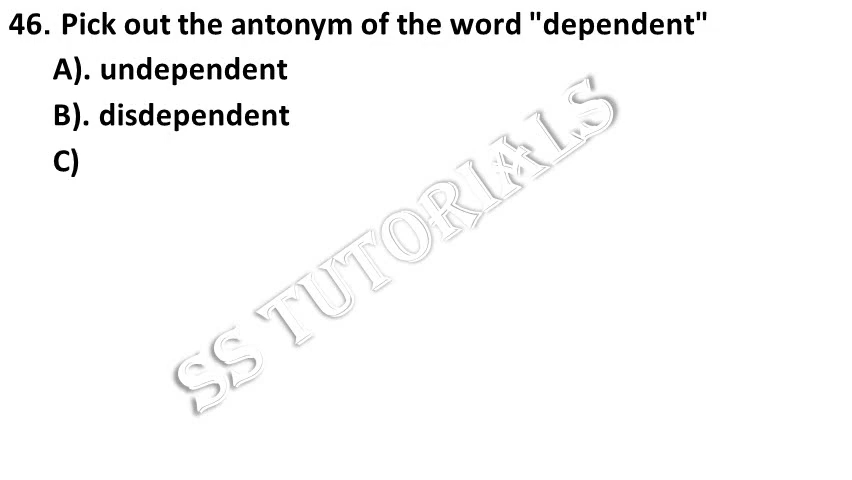 46. Pick out the antonym of the word "dependent"
A). undependent
B). disdependent
C)
SS TUTORIALS